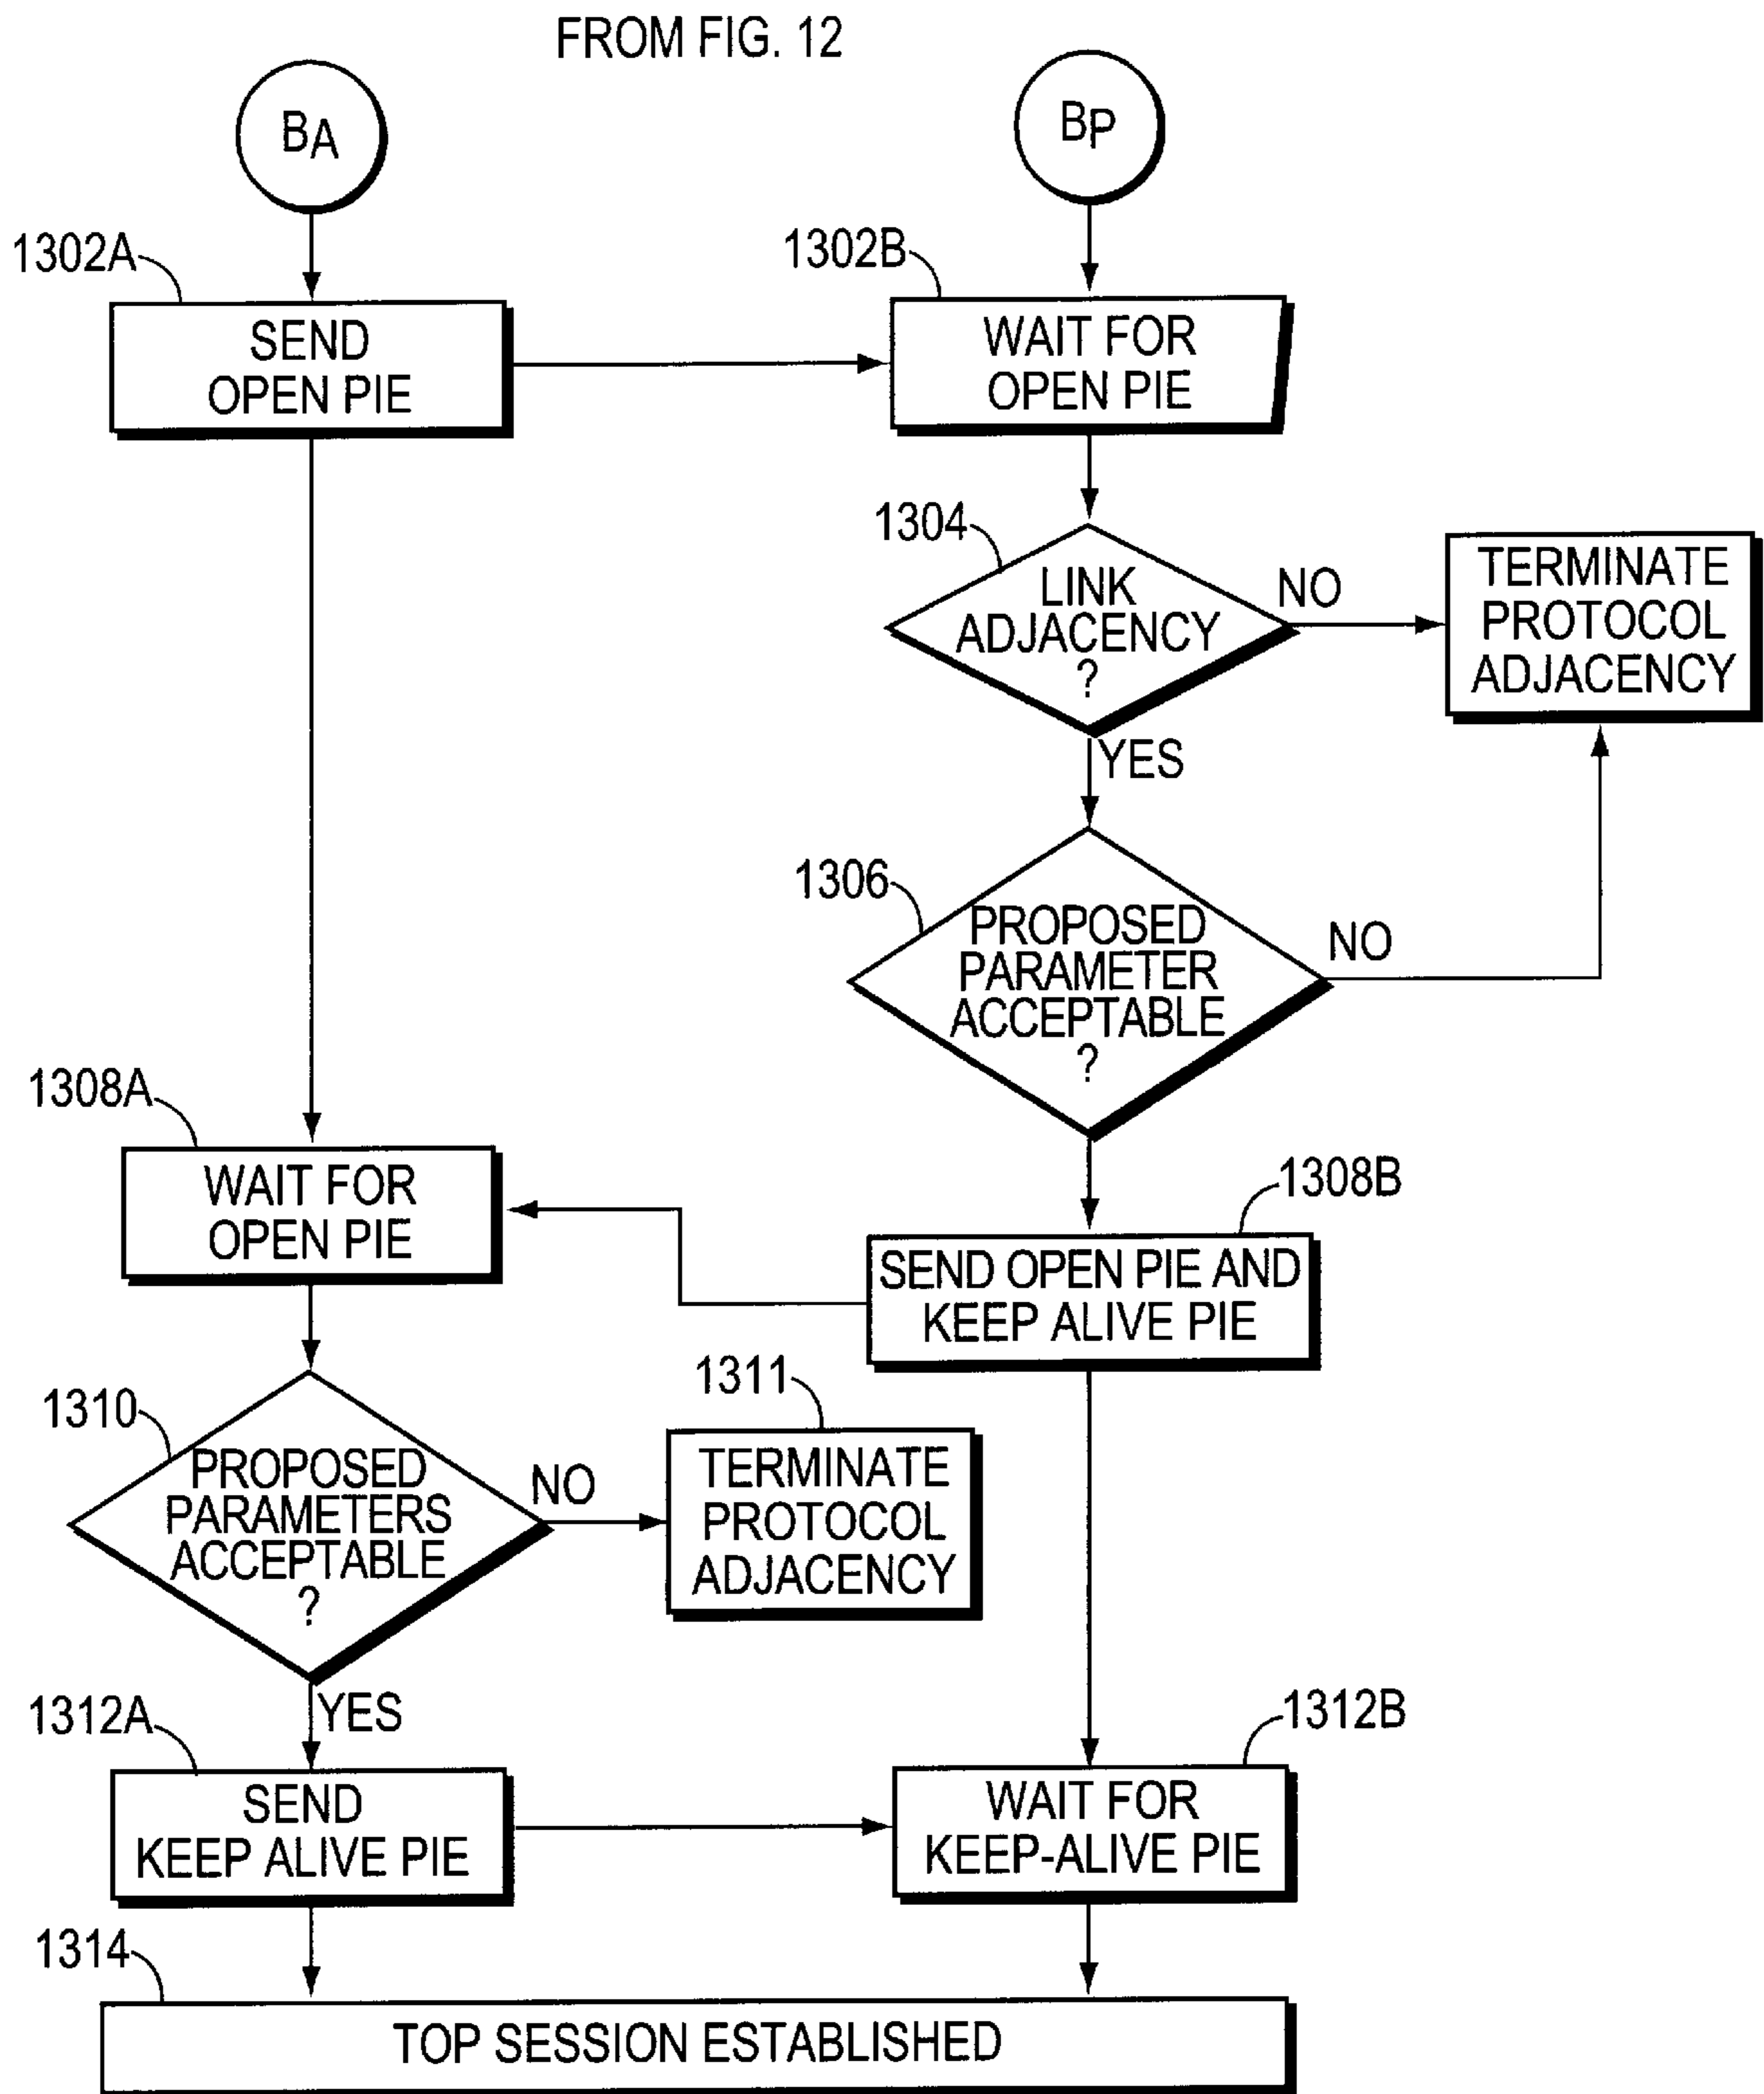 FROM FIG. 12
BA
BP
1302A
1302B
SEND
OPEN PIE
WAIT FOR
OPEN PIE
1304
LINK
ADJACENCY
?
NO
TERMINATE
PROTOCOL
ADJACENCY
YES
1306
PROPOSED
PARAMETER
ACCEPTABLE
?
NO
1308A
WAIT FOR
OPEN PIE
1308B
SEND OPEN PIE AND
KEEP ALIVE PIE
1310
PROPOSED
PARAMETERS
ACCEPTABLE
?
NO
1311
TERMINATE
PROTOCOL
ADJACENCY
YES
1312A
SEND
KEEP ALIVE PIE
1312B
WAIT FOR
KEEP-ALIVE PIE
1314
TOP SESSION ESTABLISHED